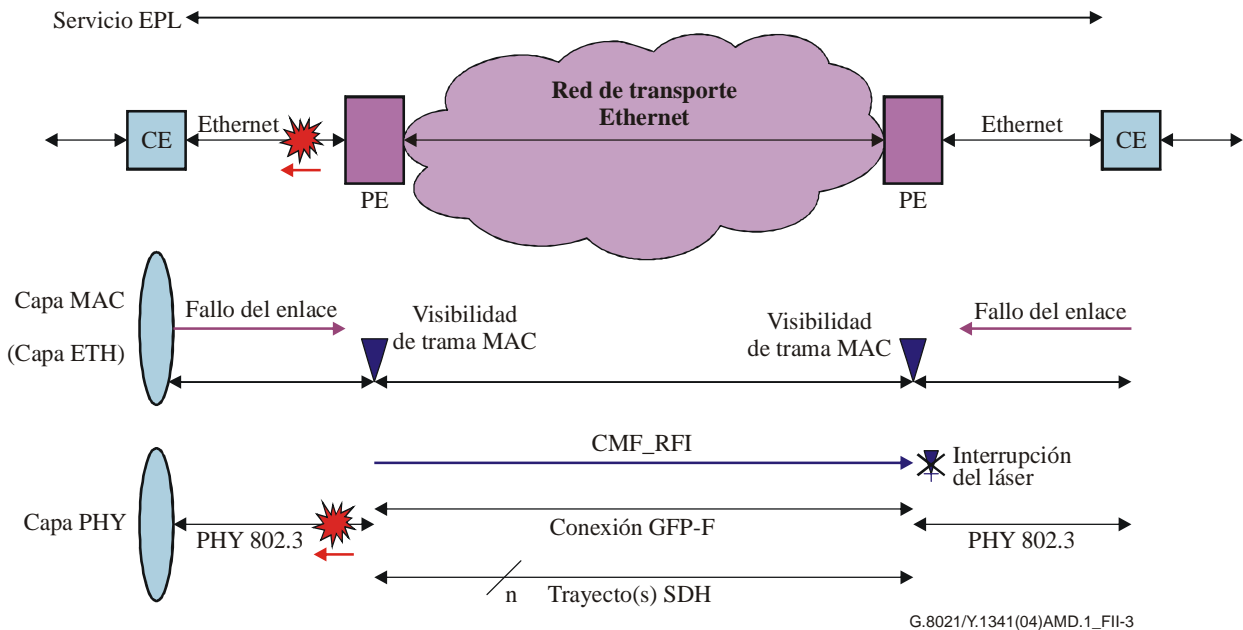 Servicio EPL
Red de transporte
Ethernet
CE
Ethernet
Ethernet
CE
PE
PE
Capa MAC
(Capa ETH)
Fallo del enlace
Visibilidad
de trama MAC
Visibilidad
de trama MAC
Fallo del enlace
CMF_RFI
Interrupción
del láser
Capa PHY
PHY 802.3
Conexión GFP-F
PHY 802.3
n
Trayecto(s) SDH
G.8021/Y.1341(04)AMD.1_FII-3